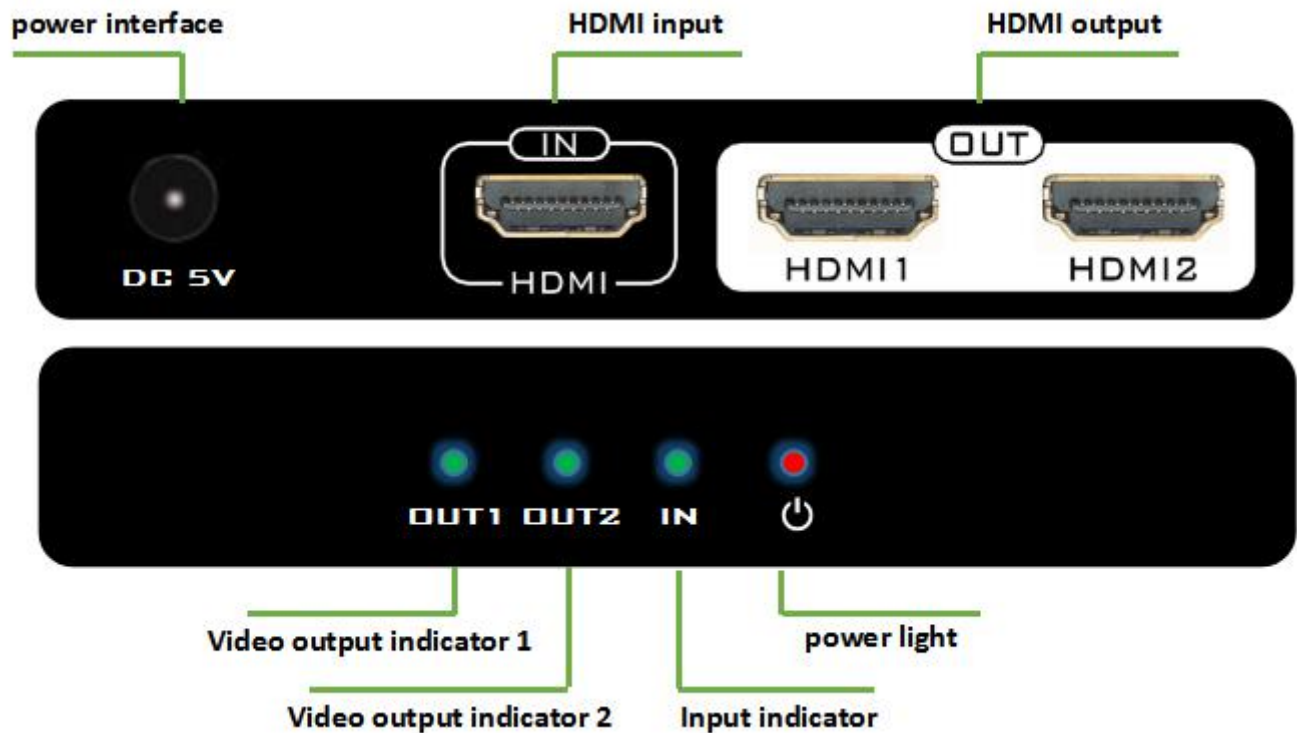 power interface
HDMI input
HDMI output
IN
OUT
DC 5V
HDMI
HDMI1
HDMI2
OUT1
OUT2
IN
Video output indicator 1
power light
Video output indicator 2
Input indicator